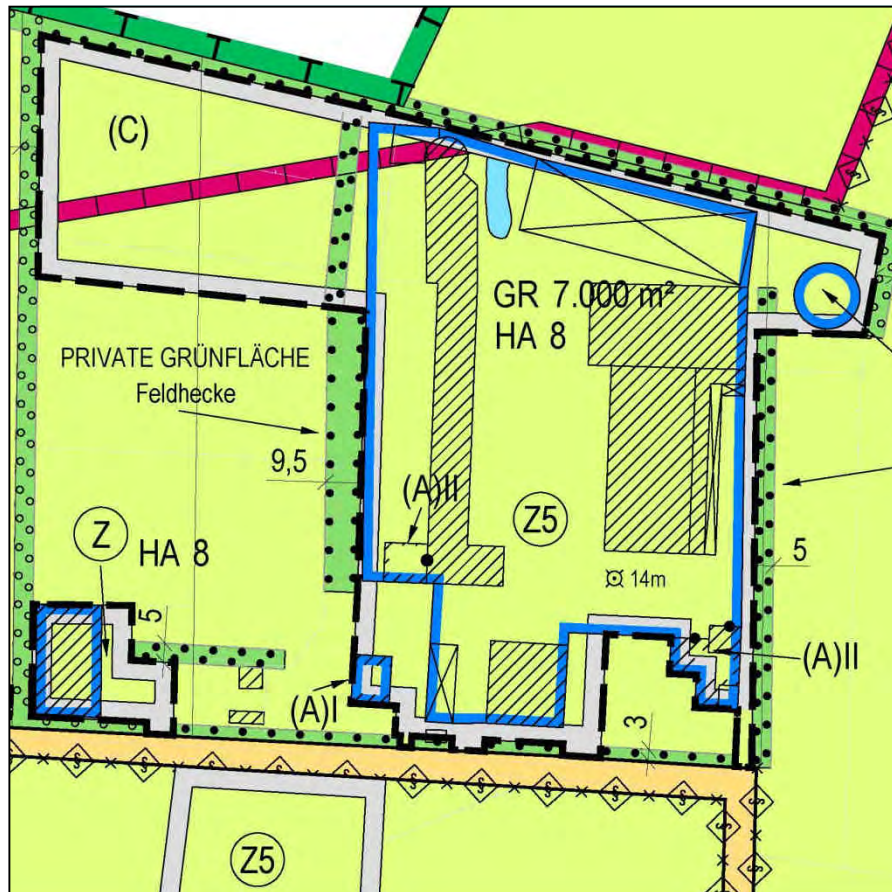 (C)
GR 7.000 m²
HA 8
PRIVATE GRÜNFLÄCHE
Feldhecke
9,5
(A)II
Z5
Z
HA 8
5
14m
5
(A)I
(A)II
3
Z5